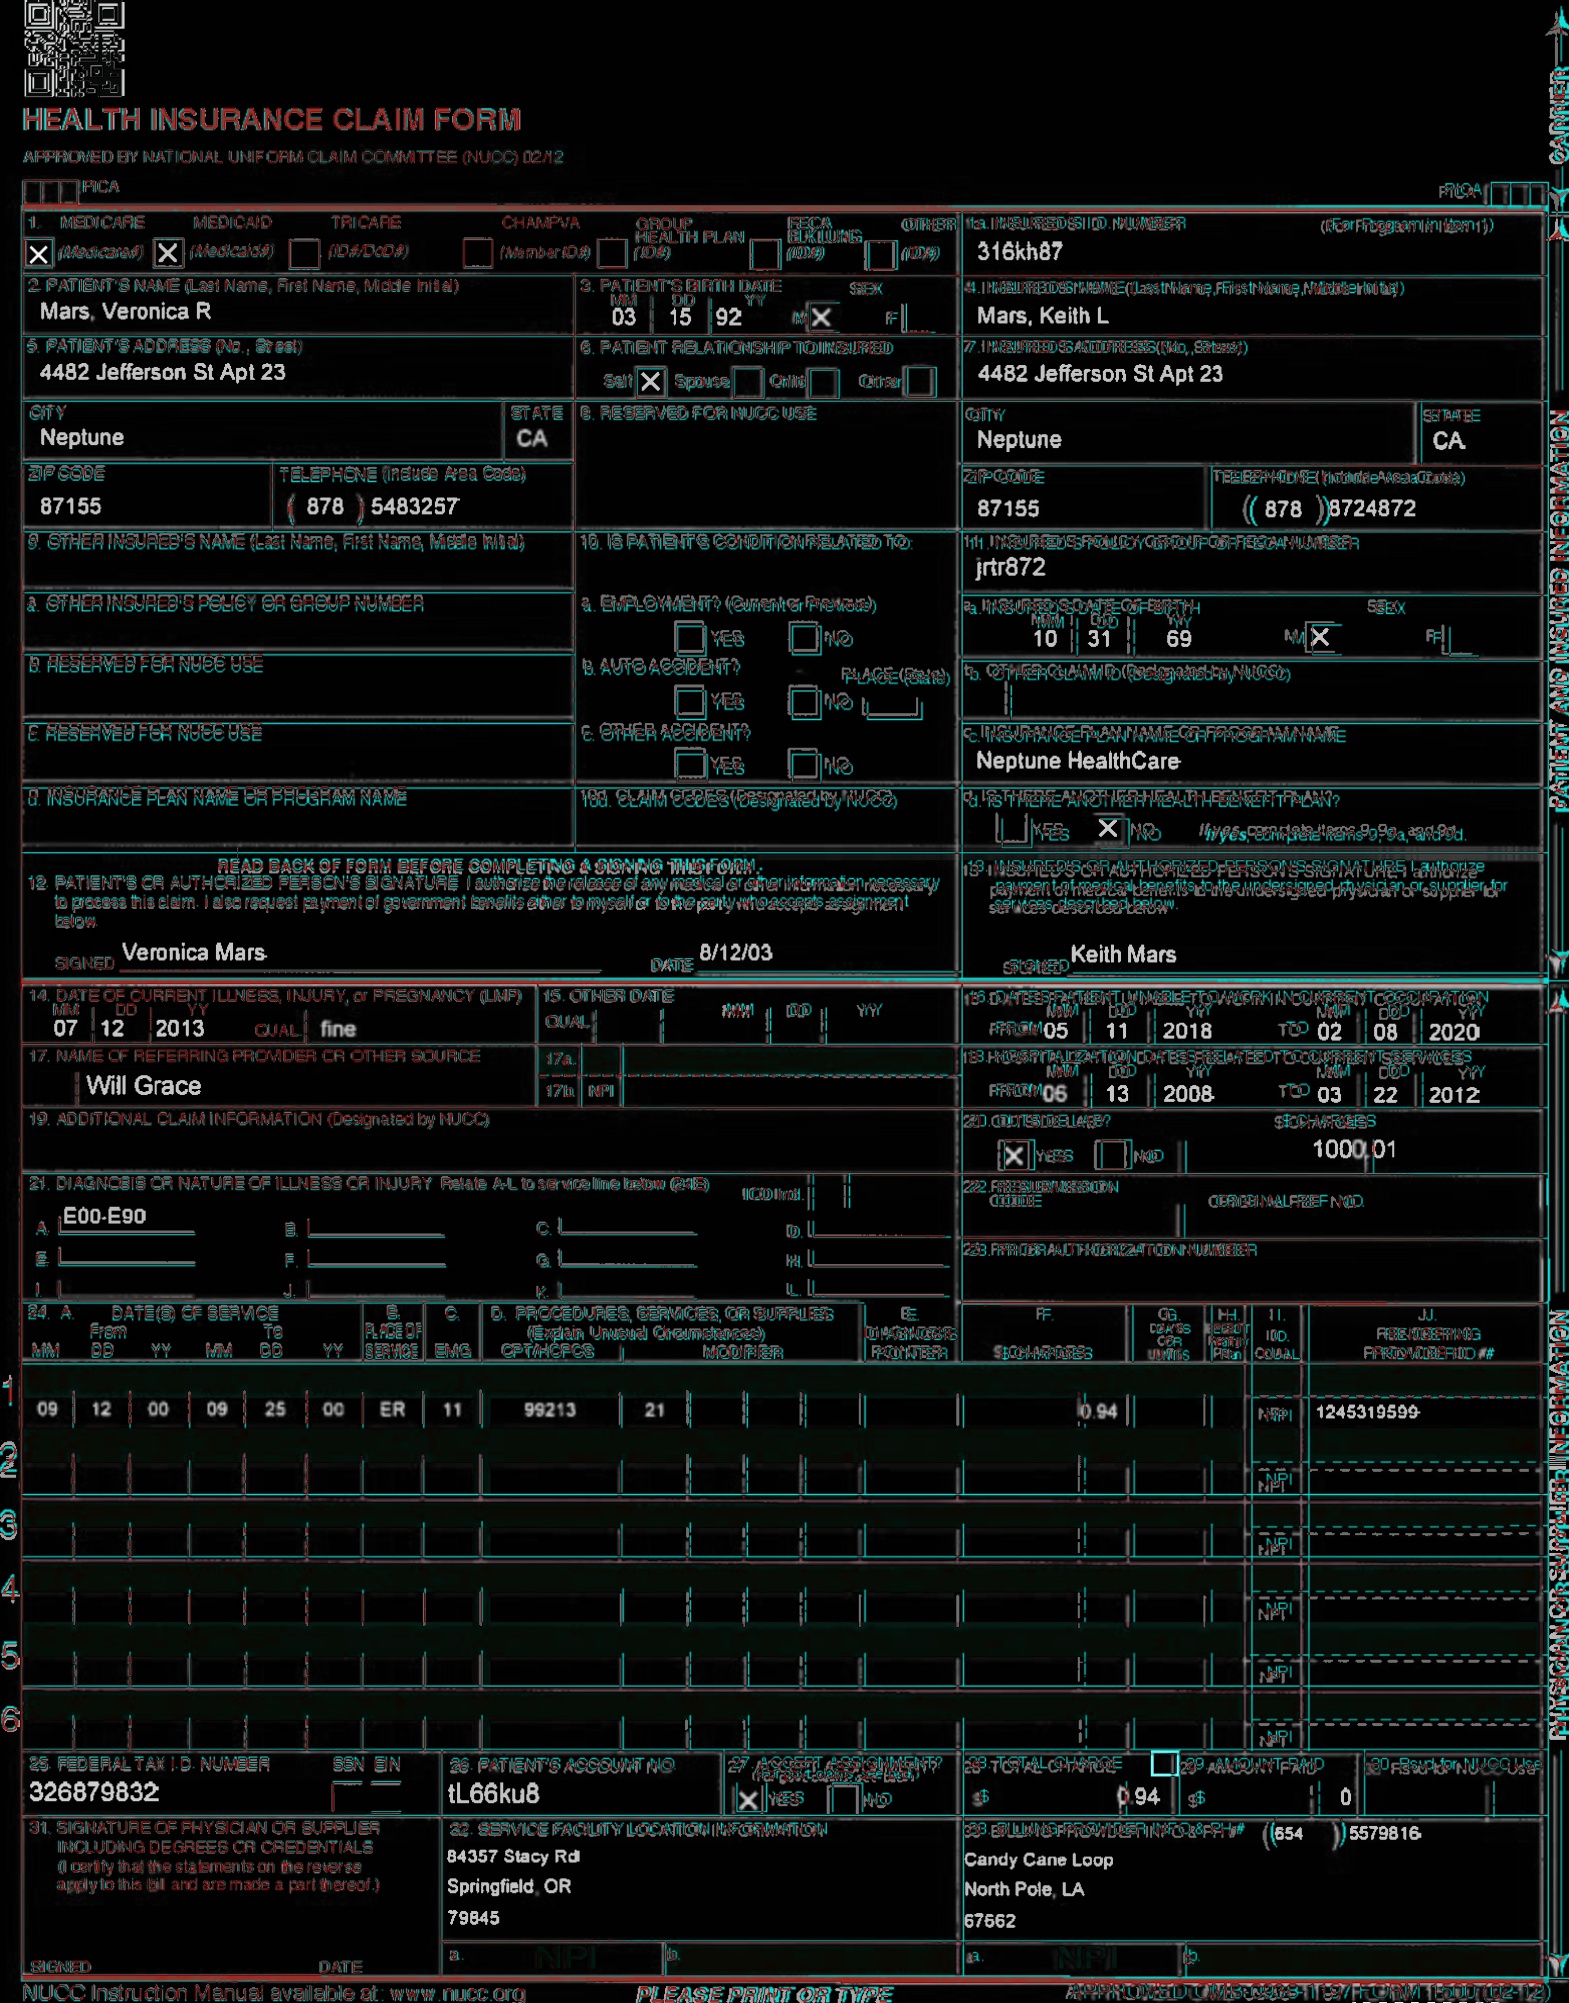 HEALTH INSURANCE CLAIM FORM
APPROVED BY NATIONAL UNIFORM CLAIM COMMITTEE (NUCC) 02/12
PICA PICA
CARRIER
1. MEDICARE MEDICAID TRICARE CHAMPVA GROUP HEALTH PLAN FECA BLK LUNG OTHER 1a. INSURED'S I.D. NUMBER (For Program in Item 1)
(Medicare#) (Medicaid#) (ID#/DoD#) (Member ID#) (ID#) (ID#) (ID#) 316kh87
2. PATIENT'S NAME (Last Name, First Name, Middle Initial) 3. PATIENT'S BIRTH DATE SEX 4. INSURED'S NAME (Last Name, First Name, Middle Initial)
MM DD YY
Mars, Veronica R 03 15 92 M X F Mars, Keith L
5. PATIENT'S ADDRESS (No., Street) 6. PATIENT RELATIONSHIP TO INSURED 7. INSURED'S ADDRESS (No., Street)
4482 Jefferson St Apt 23 Self X Spouse Child Other 4482 Jefferson St Apt 23
CITY STATE 8. RESERVED FOR NUCC USE CITY STATE
Neptune CA Neptune CA
ZIP CODE TELEPHONE (Include Area Code) ZIP CODE TELEPHONE (Include Area Code)
87155 ( 878 ) 5483257 87155 ( 878 ) 8724872
9. OTHER INSURED'S NAME (Last Name, First Name, Middle Initial) 10. IS PATIENT'S CONDITION RELATED TO: 11. INSURED'S POLICY GROUP OR FECA NUMBER
jrtr872
a. OTHER INSURED'S POLICY OR GROUP NUMBER a. EMPLOYMENT? (Current or Previous) a. INSURED'S DATE OF BIRTH SEX
MM DD YY
YES NO 10 31 69 M X F
b. RESERVED FOR NUCC USE b. AUTO ACCIDENT? PLACE (State) b. OTHER CLAIM ID (Designated by NUCC)
YES NO
c. RESERVED FOR NUCC USE c. OTHER ACCIDENT? c. INSURANCE PLAN NAME OR PROGRAM NAME
YES NO Neptune HealthCare
d. INSURANCE PLAN NAME OR PROGRAM NAME 10d. CLAIM CODES (Designated by NUCC) d. IS THERE ANOTHER HEALTH BENEFIT PLAN?
YES X NO If yes, complete items 9, 9a, and 9d.
PATIENT AND INSURED INFORMATION
READ BACK OF FORM BEFORE COMPLETING & SIGNING THIS FORM.
12. PATIENT'S OR AUTHORIZED PERSON'S SIGNATURE I authorize the release of any medical or other information necessary
to process this claim. I also request payment of government benefits either to myself or to the party who accepts assignment
below.
13. INSURED'S OR AUTHORIZED PERSON'S SIGNATURE I authorize
payment of medical benefits to the undersigned physician or supplier for
services described below.
SIGNED Veronica Mars DATE 8/12/03 SIGNED Keith Mars
14. DATE OF CURRENT ILLNESS, INJURY, or PREGNANCY (LMP) 15. OTHER DATE 16. DATES PATIENT UNABLE TO WORK IN CURRENT OCCUPATION
MM DD YY MM DD YY MM DD YY MM DD YY
07 12 2013 QUAL. fine QUAL. FROM 05 11 2018 TO 02 08 2020
17. NAME OF REFERRING PROVIDER OR OTHER SOURCE 17a. 18. HOSPITALIZATION DATES RELATED TO CURRENT SERVICES
MM DD YY MM DD YY
Will Grace 17b. NPI FROM 06 13 2008 TO 03 22 2012
19. ADDITIONAL CLAIM INFORMATION (Designated by NUCC) 20. OUTSIDE LAB? $ CHARGES
X YES NO 1000 01
21. DIAGNOSIS OR NATURE OF ILLNESS OR INJURY Relate A-L to service line below (24E) ICD Ind. 22. RESUBMISSION CODE ORIGINAL REF. NO.
A. E00-E90 B. C. D.
E. F. G. H. 23. PRIOR AUTHORIZATION NUMBER
I. J. K. L.
24. A. DATE(S) OF SERVICE B. C. D. PROCEDURES, SERVICES, OR SUPPLIES E. F. G. H. I. J.
From To PLACE OF (Explain Unusual Circumstances) DIAGNOSIS DAYS OR EPSDT Family ID. RENDERING
MM DD YY MM DD YY SERVICE EMG CPT/HCPCS MODIFIER POINTER $ CHARGES UNITS Plan QUAL. PROVIDER ID. #
1 09 12 00 09 25 00 ER 11 99213 21 0.94 NPI 1245319599
2 NPI
3 NPI
4 NPI
5 NPI
6 NPI
PHYSICIAN OR SUPPLIER INFORMATION
25. FEDERAL TAX I.D. NUMBER SSN EIN 26. PATIENT'S ACCOUNT NO. 27. ACCEPT ASSIGNMENT? 28. TOTAL CHARGE 29. AMOUNT PAID 30. Rsvd for NUCC Use
326879832 tL66ku8 X YES NO $ 0.94 $ 0
31. SIGNATURE OF PHYSICIAN OR SUPPLIER
INCLUDING DEGREES OR CREDENTIALS
(I certify that the statements on the reverse
apply to this bill and are made a part thereof.)
SIGNED DATE
32. SERVICE FACILITY LOCATION INFORMATION
84357 Stacy Rd
Springfield, OR
79845
a. NPI b.
33. BILLING PROVIDER INFO & PH # ( 654 ) 5579816
Candy Cane Loop
North Pole, LA
67662
a. NPI b.
NUCC Instruction Manual available at: www.nucc.org PLEASE PRINT OR TYPE APPROVED OMB-0938-1197 FORM 1500 (02-12)